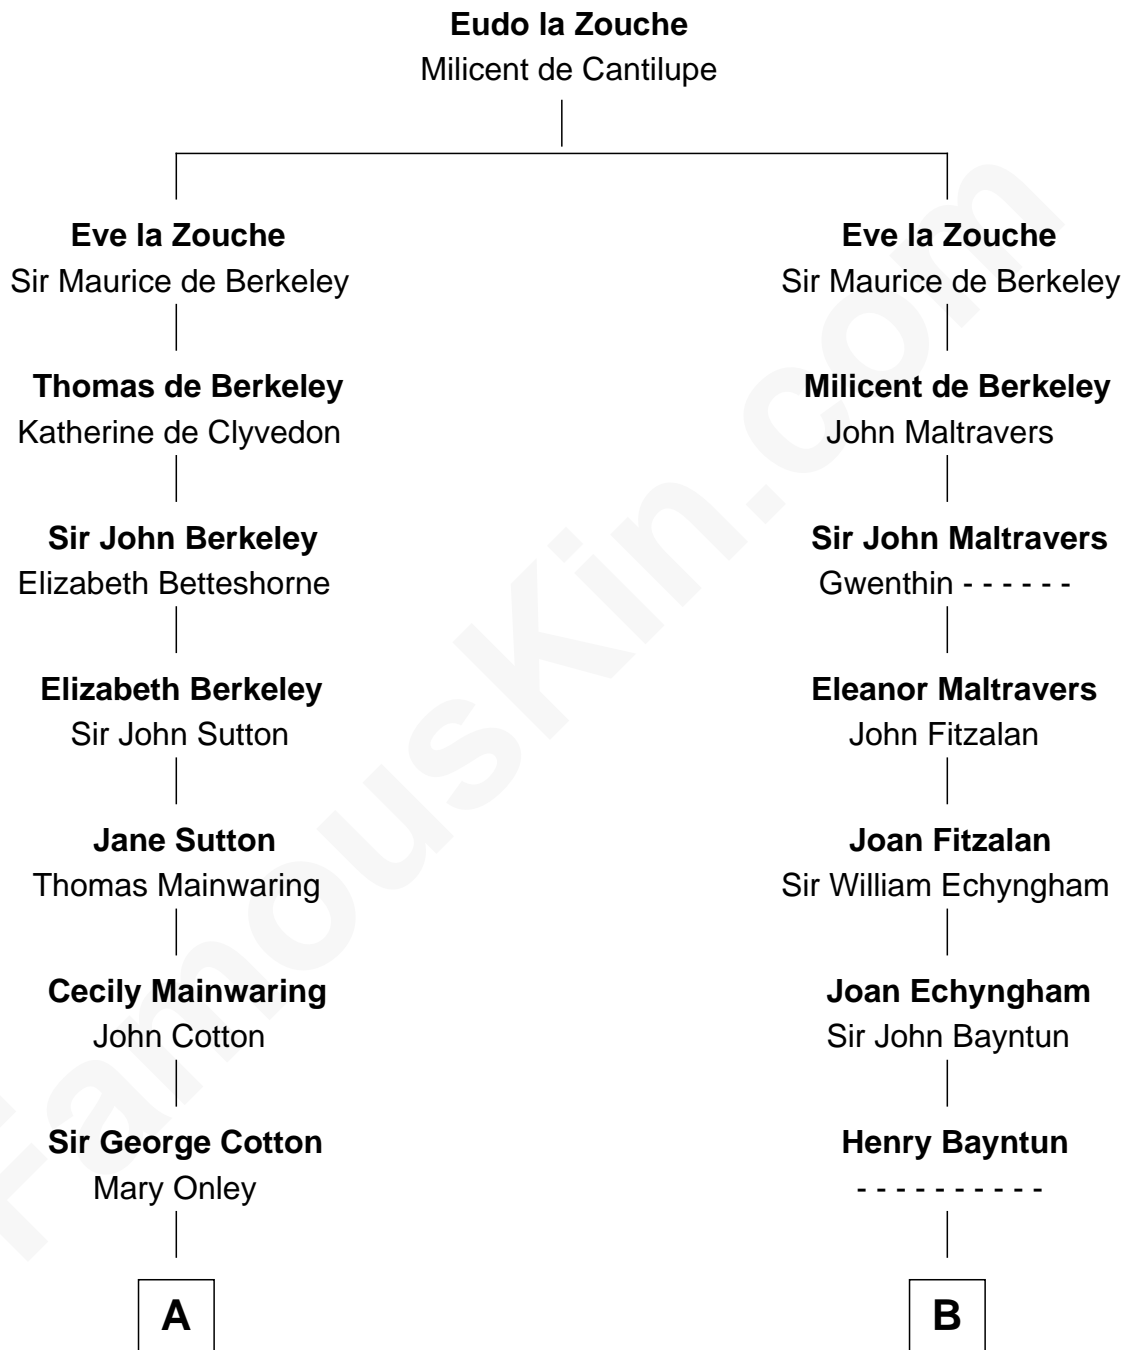 Eudo la Zouche
Milicent de Cantilupe
Eve la Zouche
Sir Maurice de Berkeley
Eve la Zouche
Sir Maurice de Berkeley
Thomas de Berkeley
Katherine de Clyvedon
Milicent de Berkeley
John Maltravers
Sir John Berkeley
Elizabeth Betteshorne
Sir John Maltravers
Gwenthin - - - - - -
Elizabeth Berkeley
Sir John Sutton
Eleanor Maltravers
John Fitzalan
Jane Sutton
Thomas Mainwaring
Joan Fitzalan
Sir William Echyngham
Cecily Mainwaring
John Cotton
Joan Echyngham
Sir John Bayntun
Sir George Cotton
Mary Onley
Henry Bayntun
- - - - - - - - - -
A
B
FamousKin.com